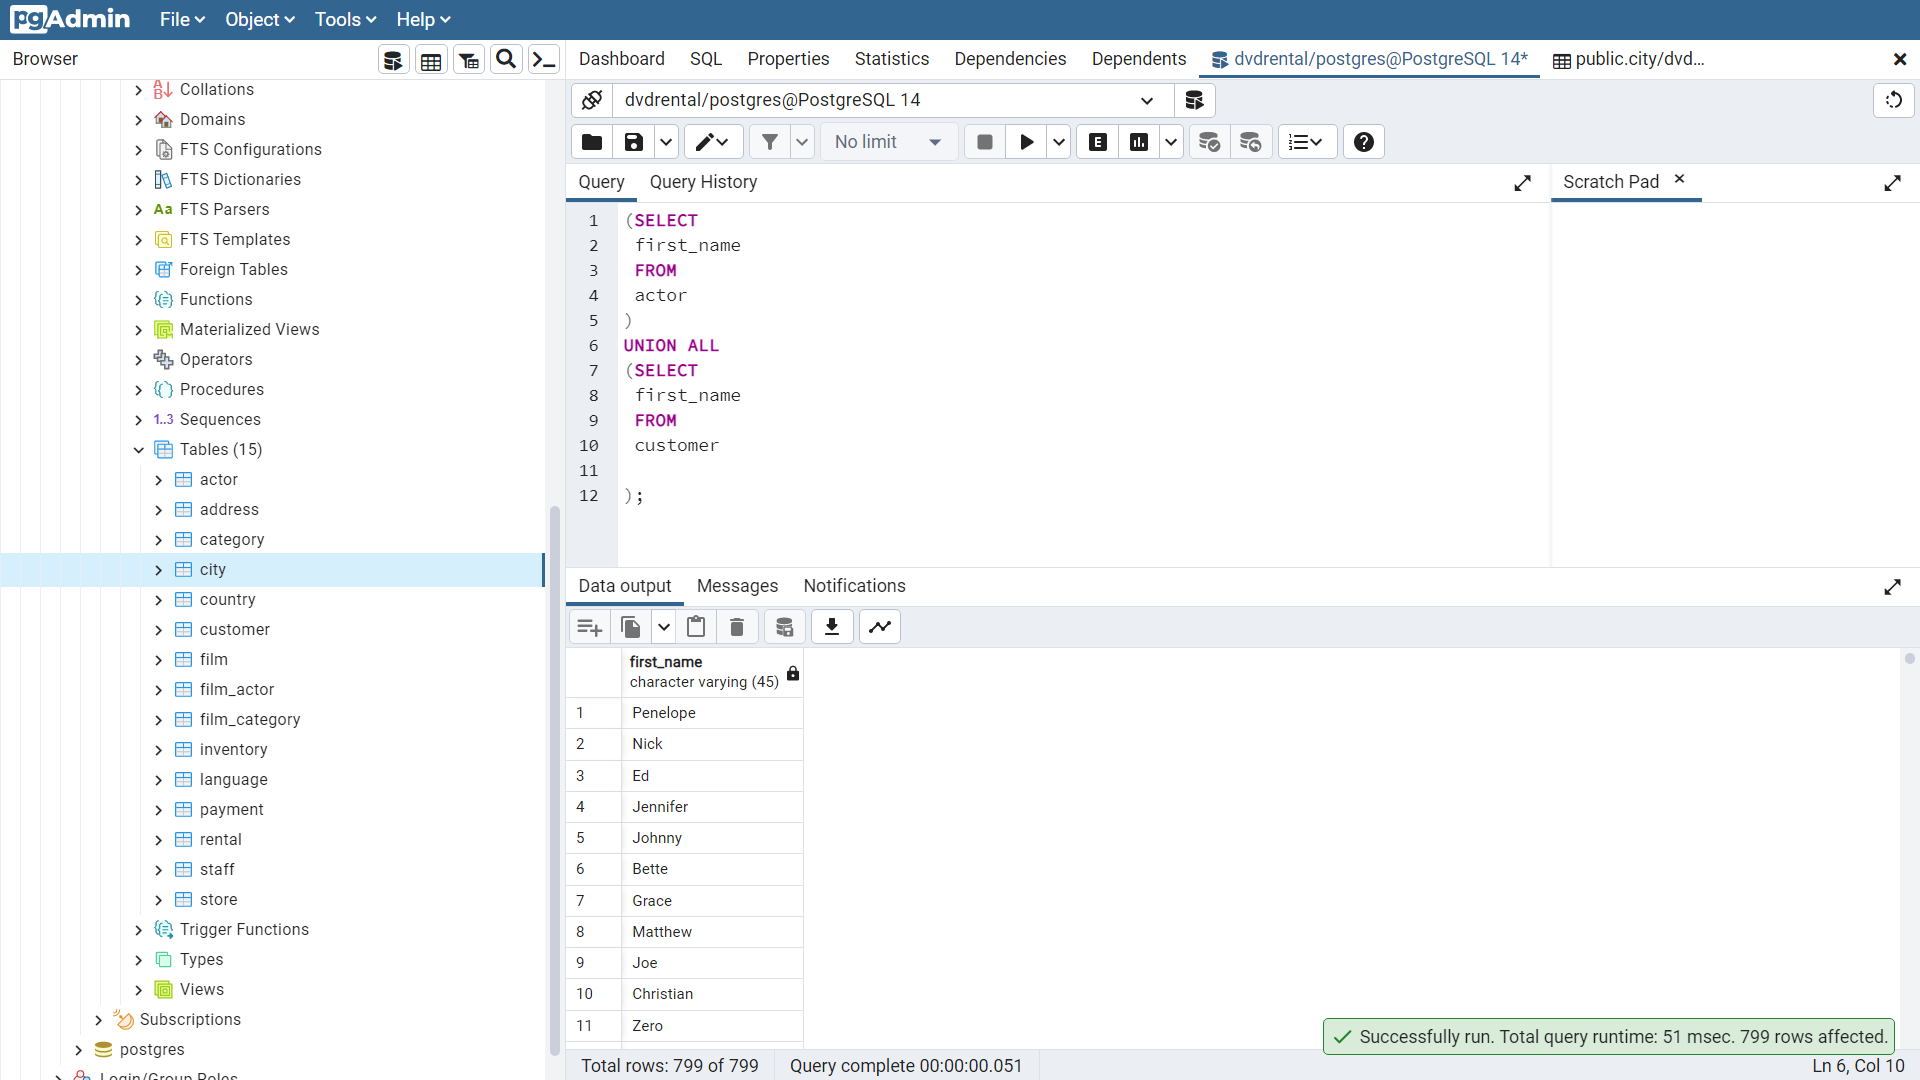 pgAdmin File Object Tools Help
Browser
Dashboard SQL Properties Statistics Dependencies Dependents dvdrental/postgres@PostgreSQL 14* public.city/dvd...
dvdrental/postgres@PostgreSQL 14
No limit
E
Query Query History
Scratch Pad
Collations
Domains
FTS Configurations
FTS Dictionaries
Aa FTS Parsers
FTS Templates
Foreign Tables
Functions
Materialized Views
Operators
Procedures
1..3 Sequences
Tables (15)
actor
address
category
city
country
customer
film
film_actor
film_category
inventory
language
payment
rental
staff
store
Trigger Functions
Types
Views
Subscriptions
postgres
Login/Group Roles
1 (SELECT
2 first_name
3 FROM
4 actor
5 )
6 UNION ALL
7 (SELECT
8 first_name
9 FROM
10 customer
11
12 );
Data output Messages Notifications
first_name
character varying (45)
1 Penelope
2 Nick
3 Ed
4 Jennifer
5 Johnny
6 Bette
7 Grace
8 Matthew
9 Joe
10 Christian
11 Zero
Successfully run. Total query runtime: 51 msec. 799 rows affected.
Total rows: 799 of 799 Query complete 00:00:00.051 Ln 6, Col 10